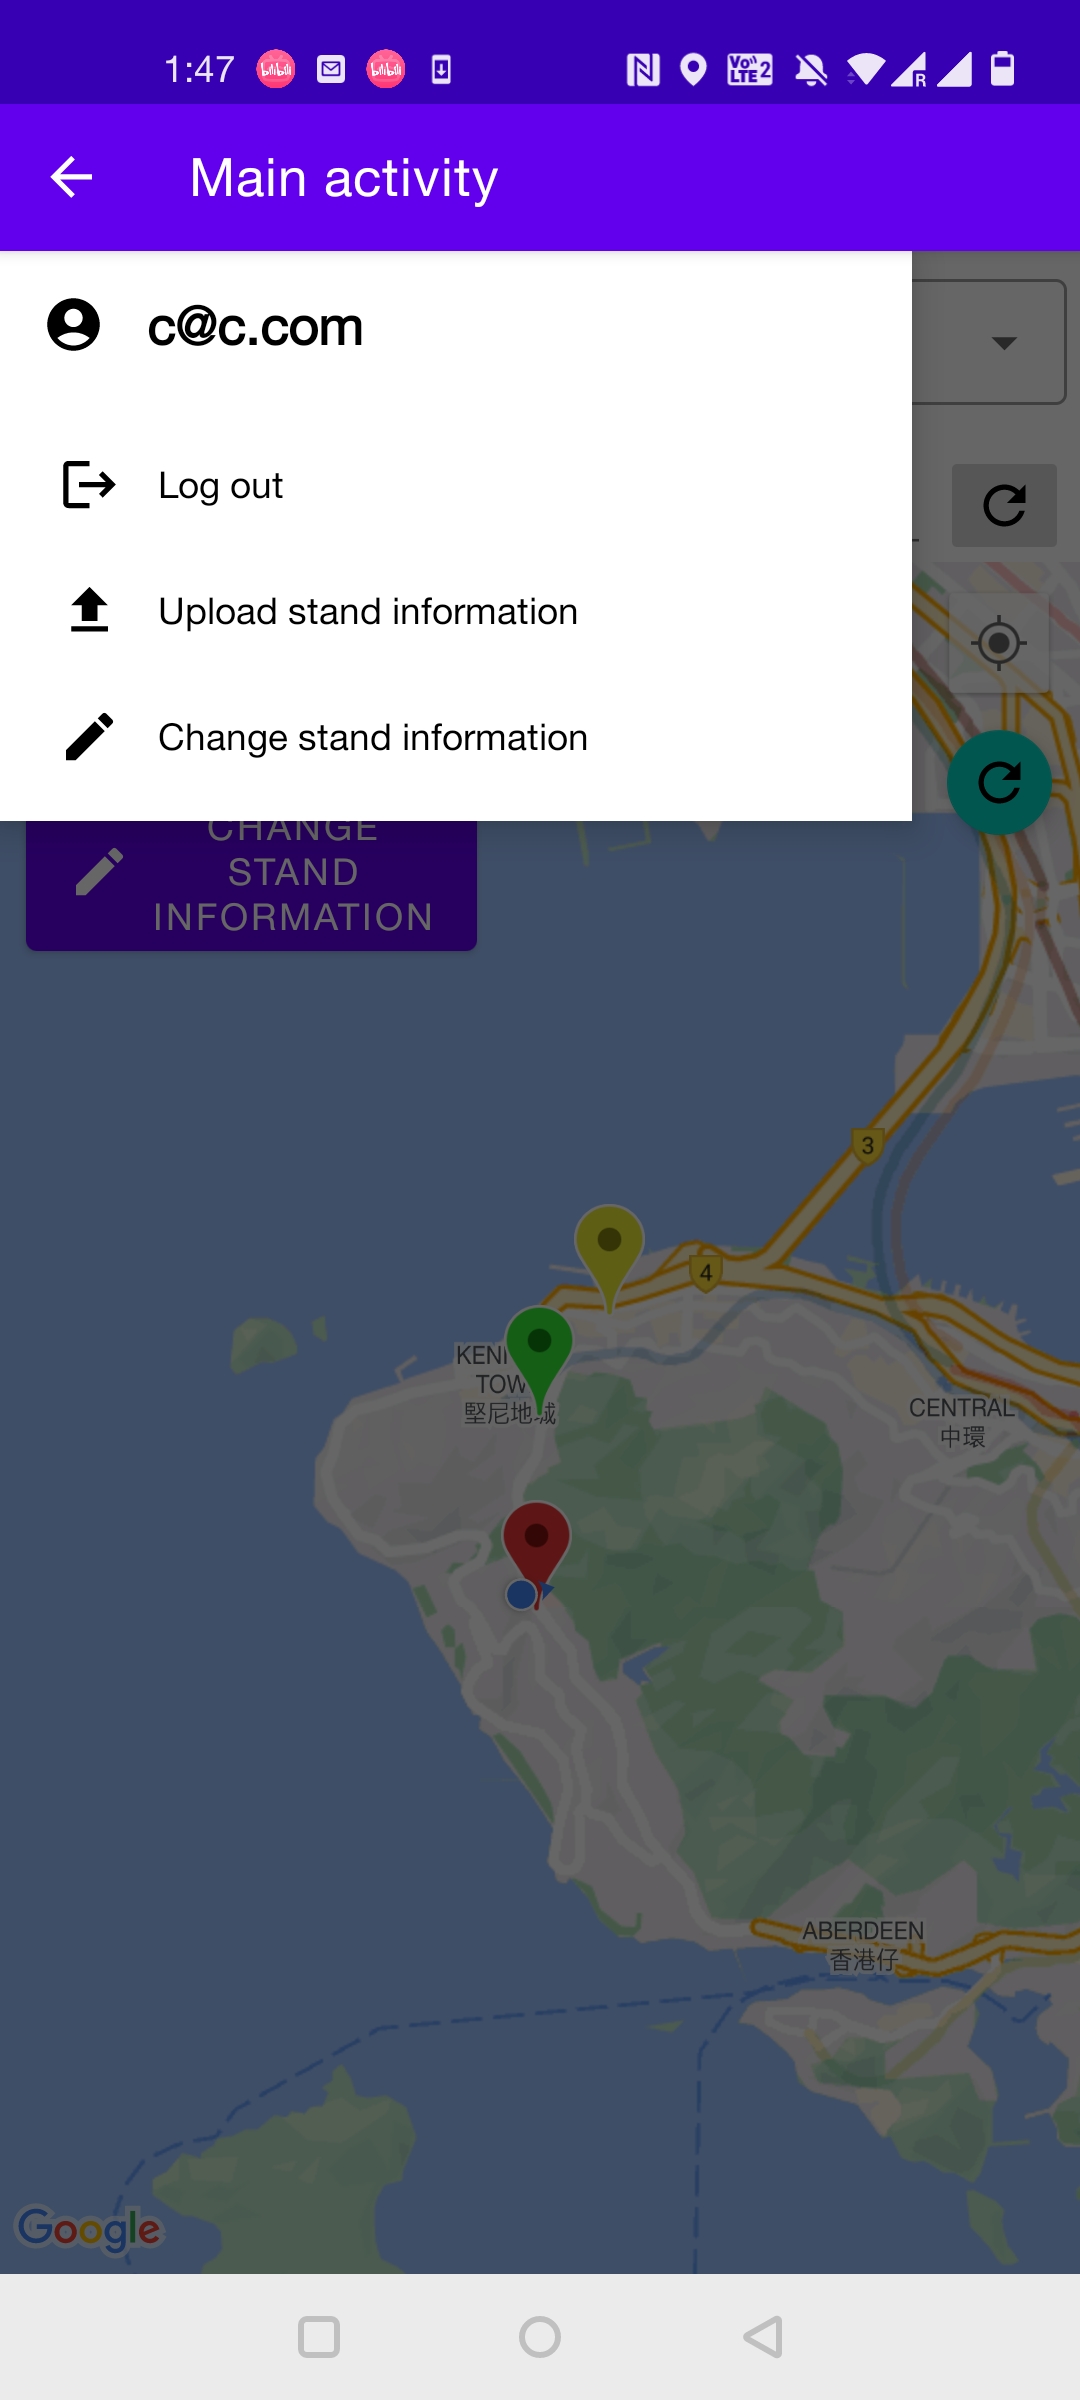 1:47
Main activity
c@c.com
Log out
Upload stand information
Change stand information
CHANGE
STAND
INFORMATION
3
4
TOW
堅尼地城
CENTRAL
中環
ABERDEEN
香港仔
Google